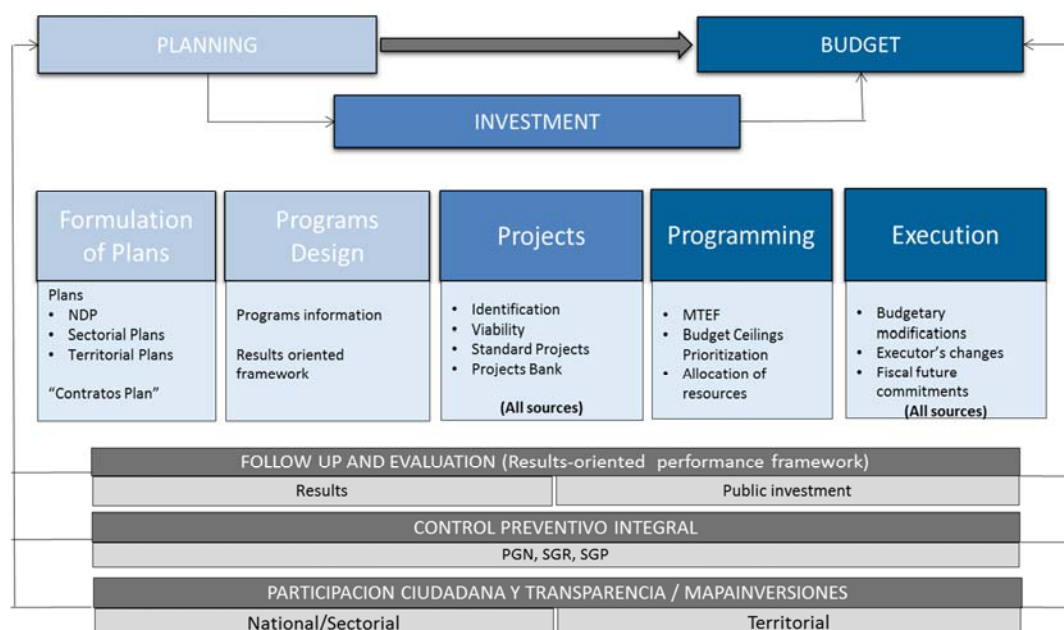 PLANNING
BUDGET
INVESTMENT
Formulation
of Plans
Programs
Design
Projects
Programming
Execution
Plans
• NDP
• Sectorial Plans
• Territorial Plans
"Contratos Plan"
Programs information
Results oriented
framework
• Identification
• Viability
• Standard Projects
• Projects Bank
(All sources)
• MTEF
• Budget Ceilings
Prioritization
• Allocation of
resources
• Budgetary
modifications
• Executor's changes
• Fiscal future
commitments
(All sources)
FOLLOW UP AND EVALUATION (Results-oriented performance framework)
Results
Public investment
CONTROL PREVENTIVO INTEGRAL
PGN, SGR, SGP
PARTICIPACION CIUDADANA Y TRANSPARENCIA / MAPAINVERSIONES
National/Sectorial
Territorial